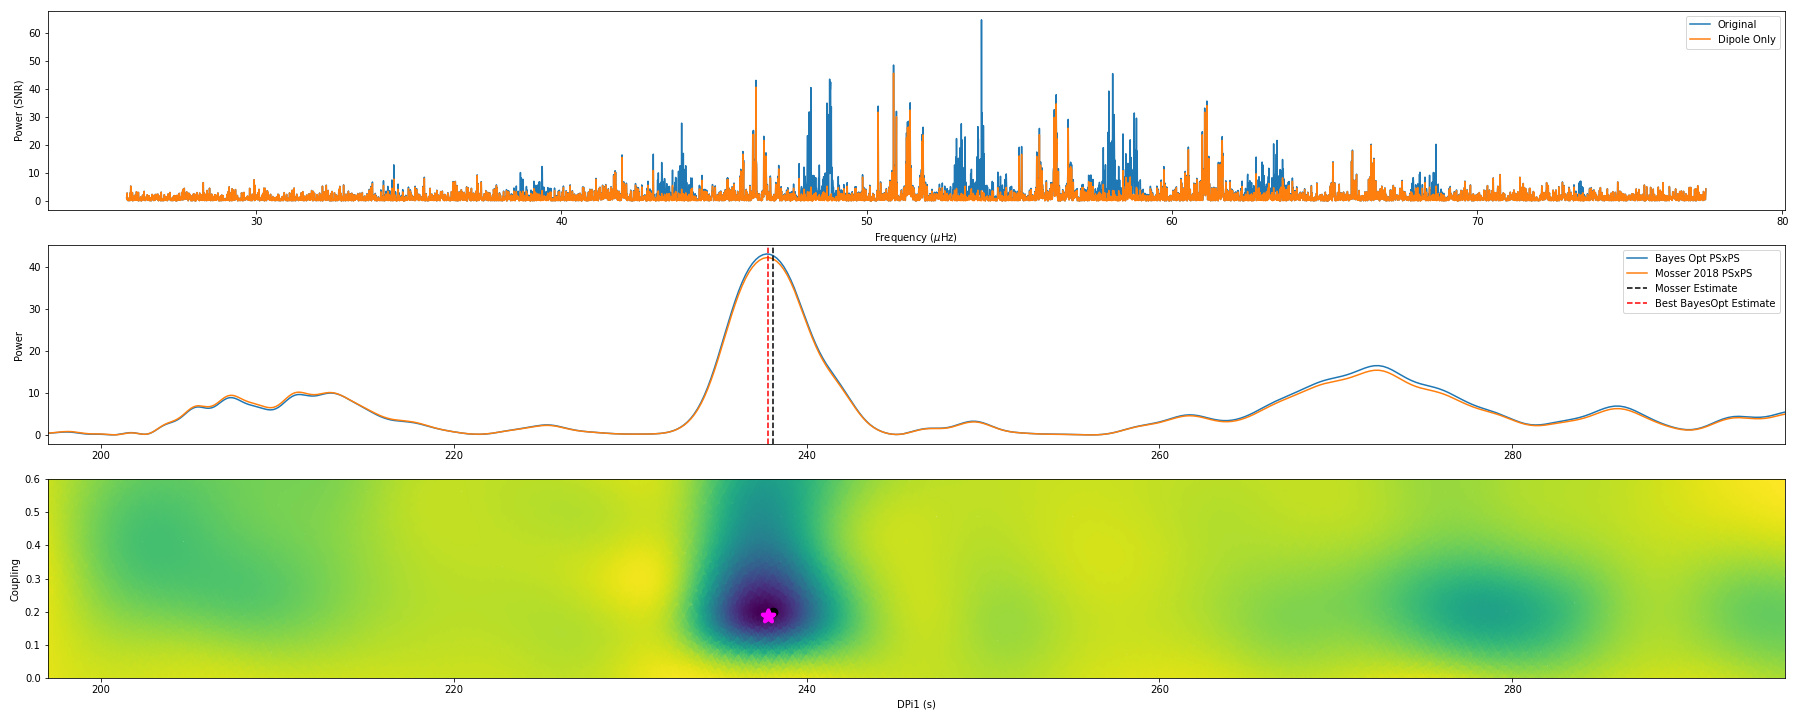 60
50
40
30
20
10
0
Power (SNR)
Original
Dipole Only
30 40 50 60 70 80
Frequency (μHz)
40
30
20
10
0
Power
Bayes Opt PSxPS
Mosser 2018 PSxPS
Mosser Estimate
Best BayesOpt Estimate
200 220 240 260 280
0.6
0.5
0.4
0.3
0.2
0.1
0.0
Coupling
200 220 240 260 280
DPi1 (s)